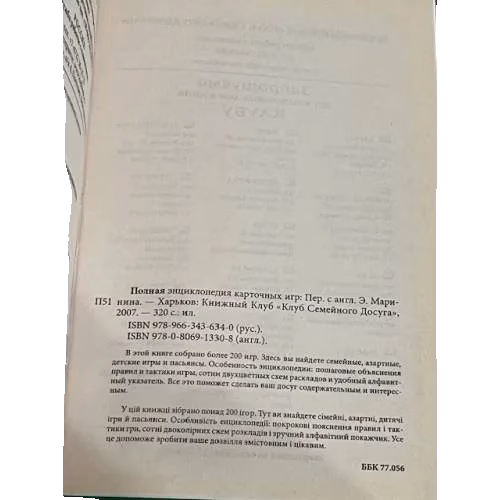 Полная энциклопедия карточных игр: Пер. с англ. Э. Мари-
П51 нина. — Харьков: Книжный Клуб «Клуб Семейного Досуга»,
2007. — 320 с.: ил.
ISBN 978-966-343-634-0 (рус.).
ISBN 978-0-8069-1330-8 (англ.).
В этой книге собрано более 200 игр. Здесь вы найдете семейные, азартные,
детские игры и пасьянсы. Особенность энциклопедии: пошаговые объяснения
правил и тактики игры, сотни двухцветных схем раскладов и удобный алфавит-
ный указатель. Все это поможет сделать ваш досуг содержательным и интерес-
ным.
У цій книжці зібрано понад 200 ігор. Тут ви знайдете сімейні, азартні, дитячі
ігри й пасьянси. Особливість енциклопедії: покрокові пояснення правил і так-
тики гри, сотні двоколірних схем розкладів і зручний алфавітний покажчик. Усе
це допоможе зробити ваше дозвілля змістовним і цікавим.
ББК 77.056